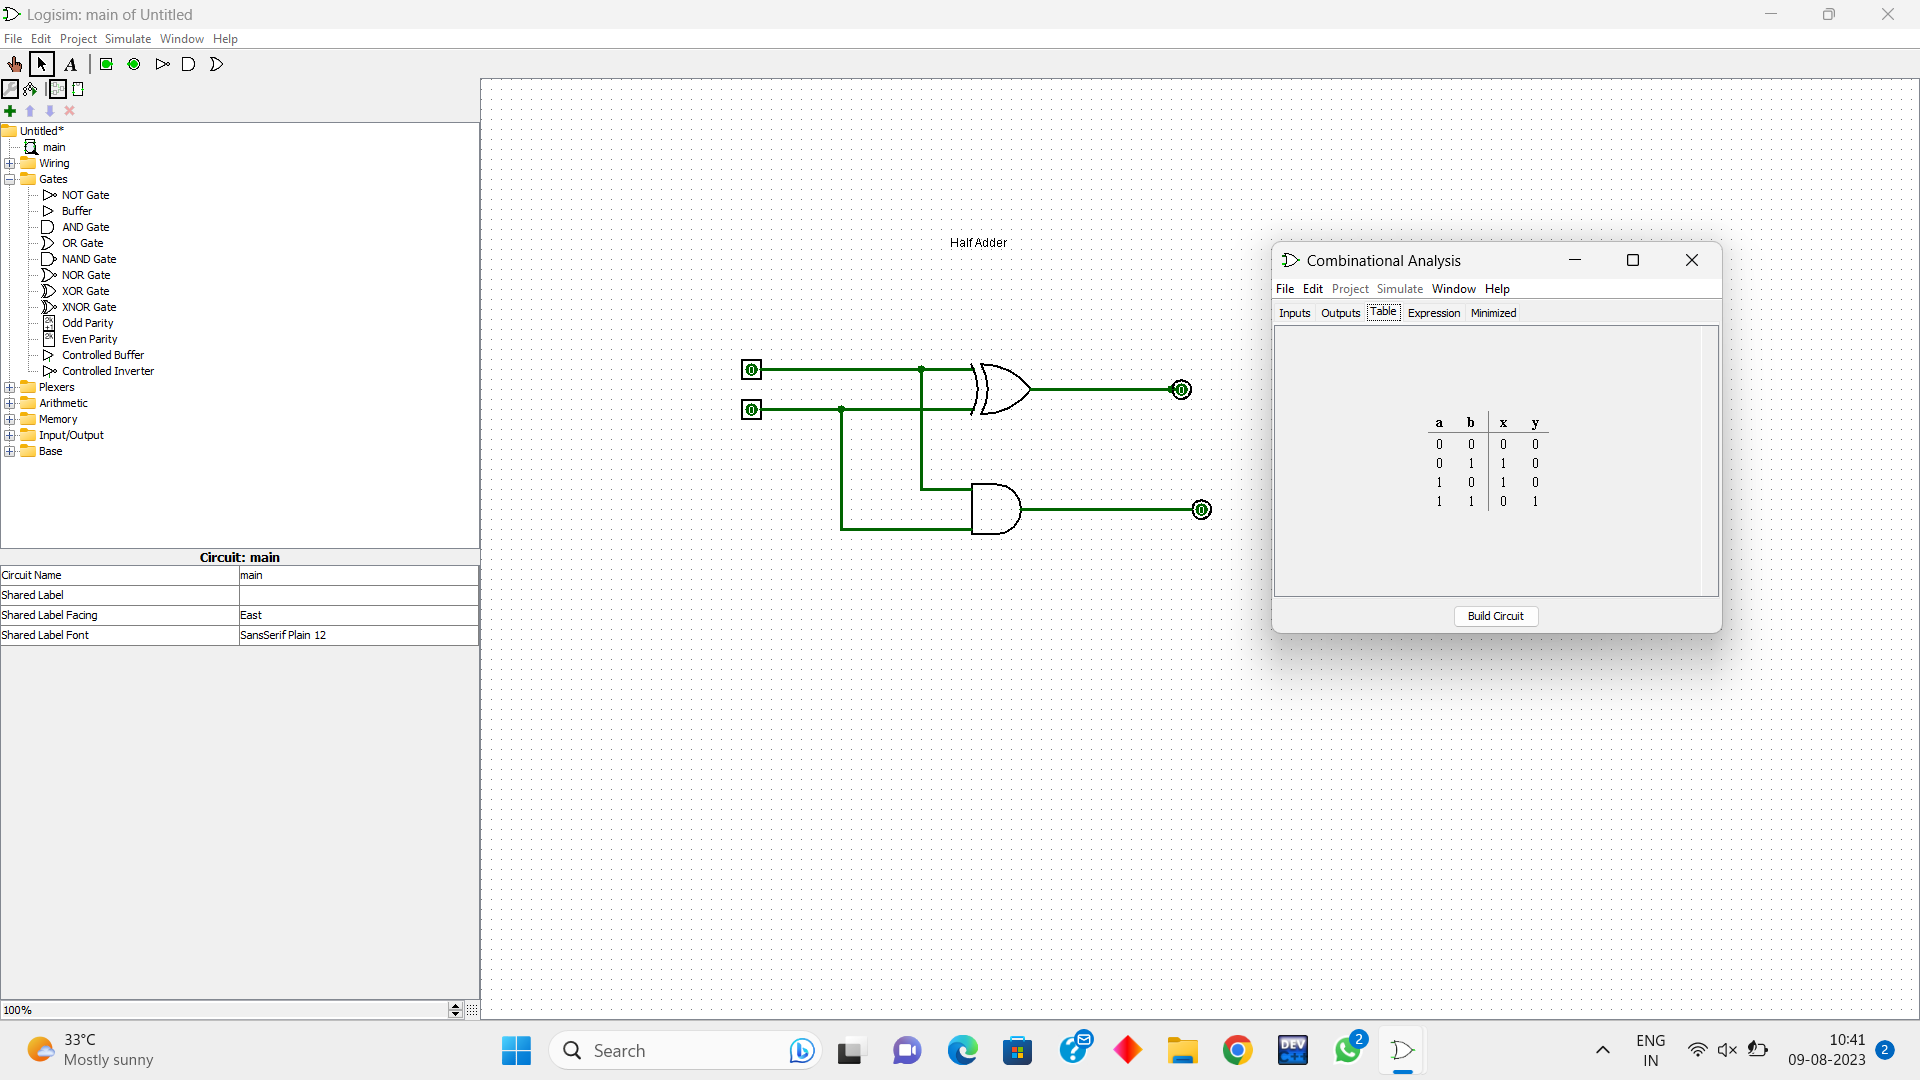 Logisim: main of Untitled
File Edit Project Simulate Window Help
A
Untitled*
main
Wiring
Gates
NOT Gate
Buffer
AND Gate
OR Gate
NAND Gate
NOR Gate
XOR Gate
XNOR Gate
Odd Parity
Even Parity
Controlled Buffer
Controlled Inverter
Plexers
Arithmetic
Memory
Input/Output
Base
Circuit: main
Circuit Name main
Shared Label
Shared Label Facing East
Shared Label Font SansSerif Plain 12
100%
Half Adder
0
0
0
0
Combinational Analysis
File Edit Project Simulate Window Help
Inputs Outputs Table Expression Minimized
a b x y
0 0 0 0
0 1 1 0
1 0 1 0
1 1 0 1
Build Circuit
33°C
Mostly sunny
Search
DEV
C++
2
ENG
IN
10:41
09-08-2023
2